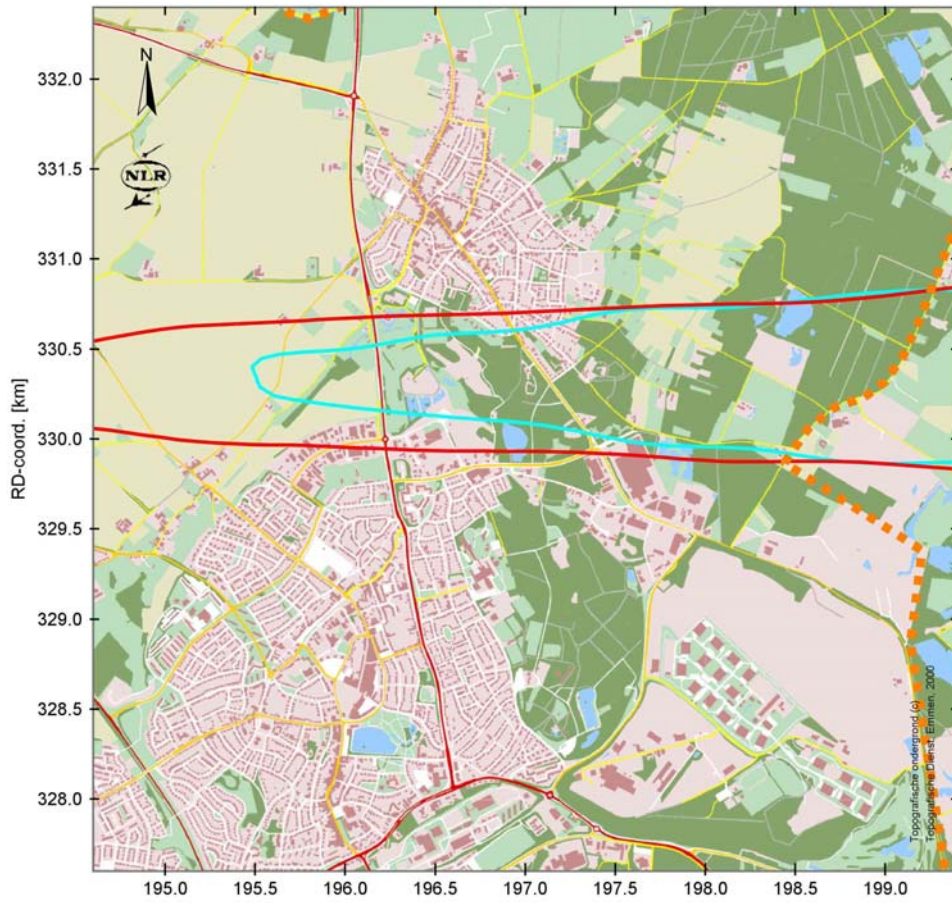 332.0
N
NLR
331.5
331.0
330.5
RD-coord. [km]
330.0
329.5
329.0
328.5
328.0
Topografische ondergrond (c)
Topografische Dienst, Emmen, 2000
195.0 195.5 196.0 196.5 197.0 197.5 198.0 198.5 199.0